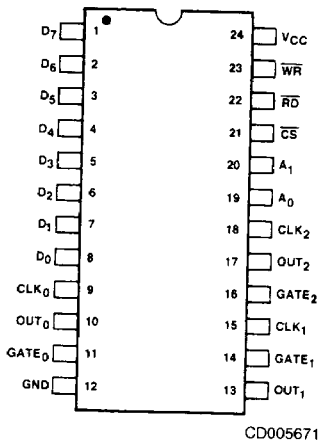 D7 1 24 VCC
D6 2 23 WR
D5 3 22 RD
D4 4 21 CS
D3 5 20 A1
D2 6 19 A0
D1 7 18 CLK2
D0 8 17 OUT2
CLK0 9 16 GATE2
OUT0 10 15 CLK1
GATE0 11 14 GATE1
GND 12 13 OUT1
CD005671